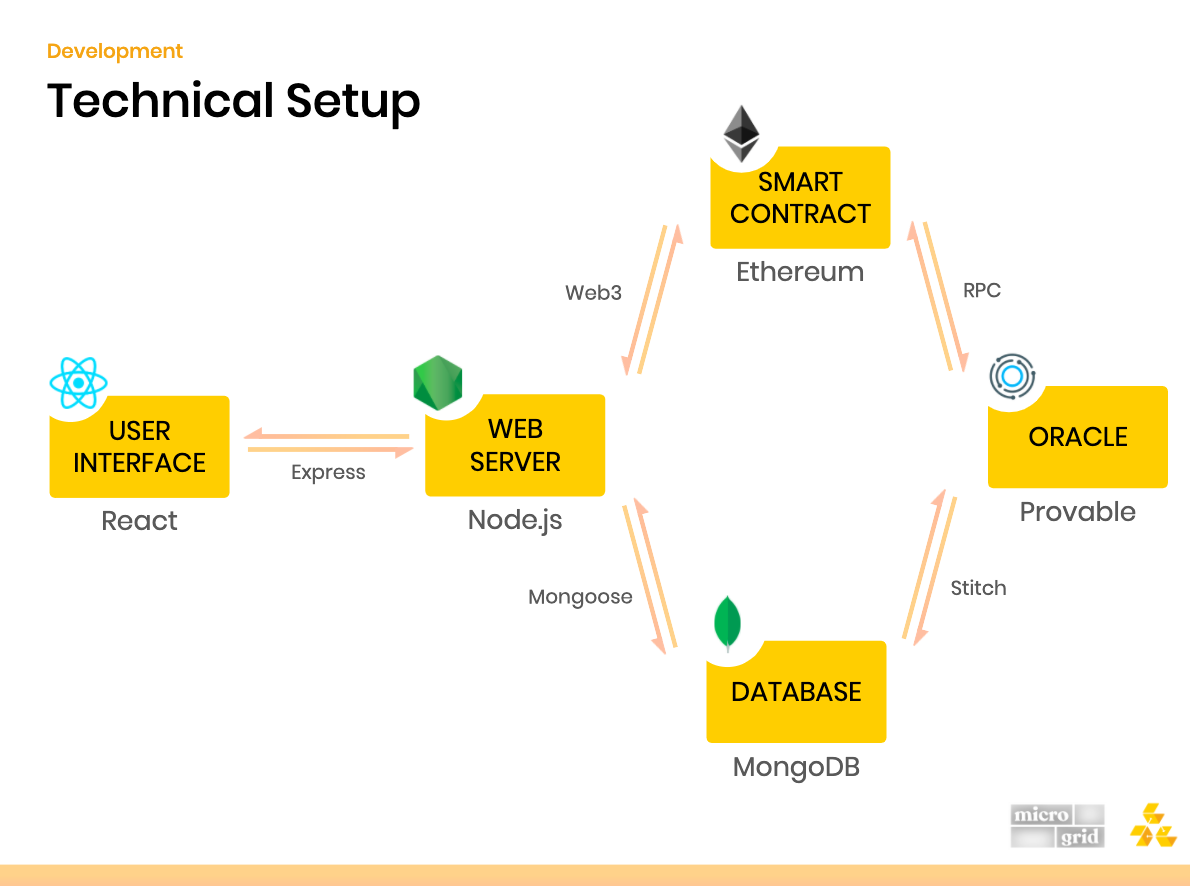 Development
Technical Setup
SMART
CONTRACT
Ethereum
Web3
RPC
USER
INTERFACE
React
Express
WEB
SERVER
Node.js
ORACLE
Provable
Mongoose
Stitch
DATABASE
MongoDB
micro
grid